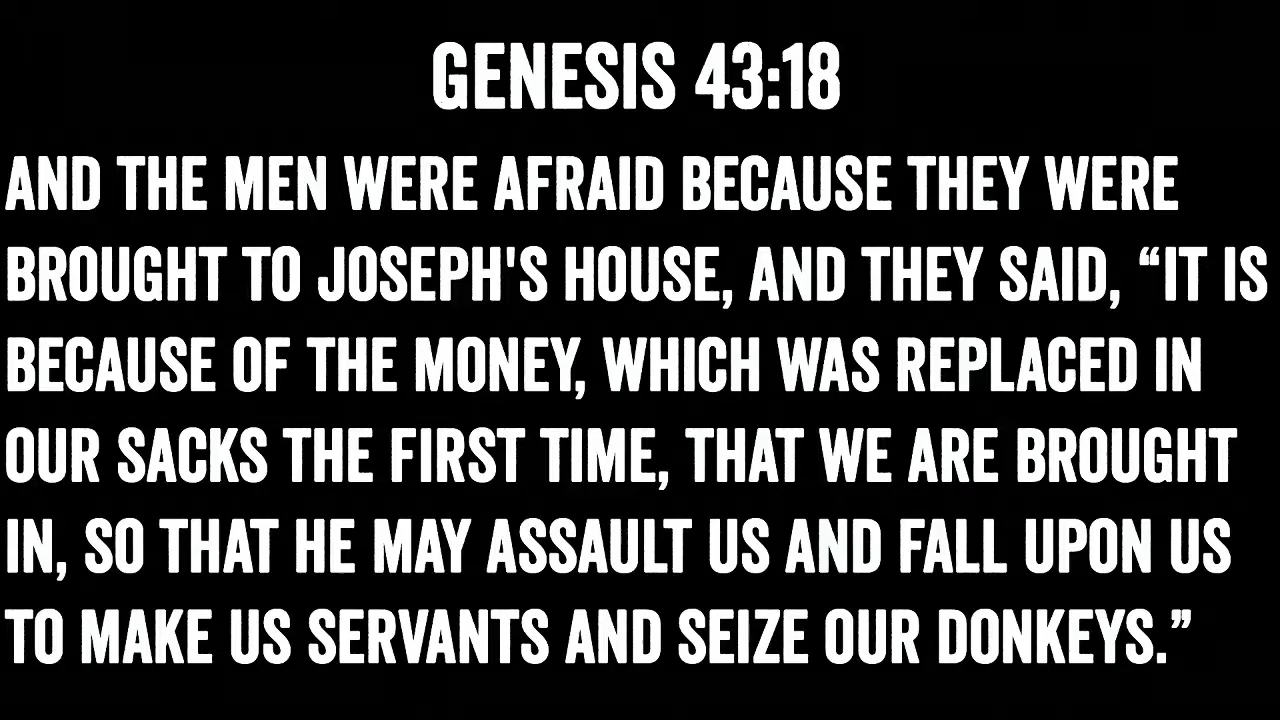 GENESIS 43:18
AND THE MEN WERE AFRAID BECAUSE THEY WERE
BROUGHT TO JOSEPH'S HOUSE, AND THEY SAID, “IT IS
BECAUSE OF THE MONEY, WHICH WAS REPLACED IN
OUR SACKS THE FIRST TIME, THAT WE ARE BROUGHT
IN, SO THAT HE MAY ASSAULT US AND FALL UPON US
TO MAKE US SERVANTS AND SEIZE OUR DONKEYS.”